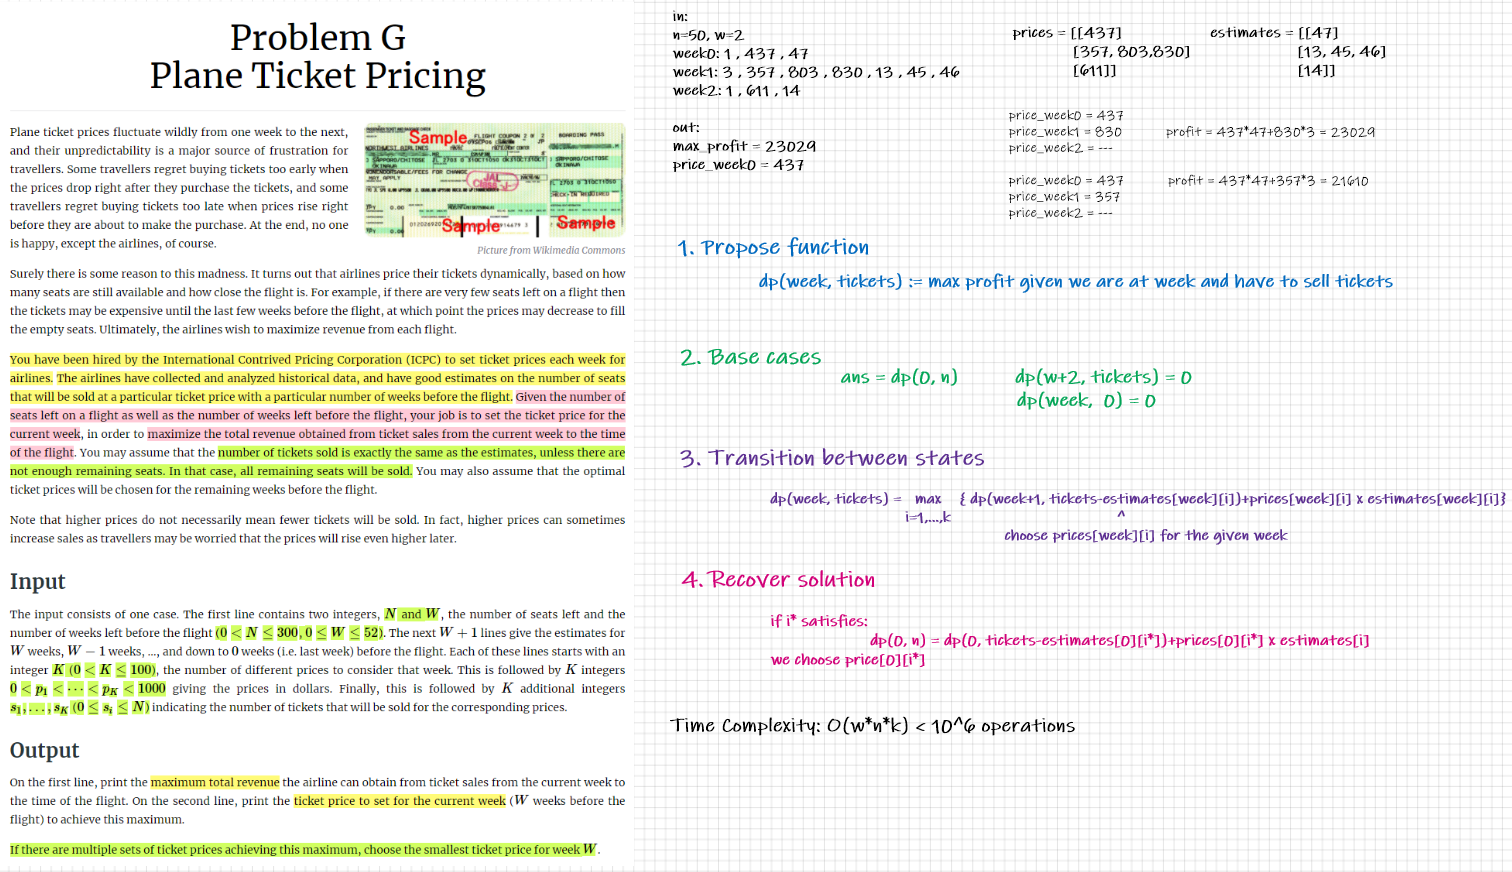 Problem G
Plane Ticket Pricing
Plane ticket prices fluctuate wildly from one week to the next,
and their unpredictability is a major source of frustration for
travellers. Some travellers regret buying tickets too early when
the prices drop right after they purchase the tickets, and some
travellers regret buying tickets too late when prices rise right
before they are about to make the purchase. At the end, no one
is happy, except the airlines, of course.
Sample
FLIGHT COUPON 2
BOARDING PASS
NORTHWEST AIRLINES
SAPPORO/CHITOSE
OKINAWA
JAL
Sample
Sample
Picture from Wikimedia Commons
Surely there is some reason to this madness. It turns out that airlines price their tickets dynamically, based on how
many seats are still available and how close the flight is. For example, if there are very few seats left on a flight then
the tickets may be expensive until the last few weeks before the flight, at which point the prices may decrease to fill
the empty seats. Ultimately, the airlines wish to maximize revenue from each flight.
You have been hired by the International Contrived Pricing Corporation (ICPC) to set ticket prices each week for
airlines. The airlines have collected and analyzed historical data, and have good estimates on the number of seats
that will be sold at a particular ticket price with a particular number of weeks before the flight. Given the number of
seats left on a flight as well as the number of weeks left before the flight, your job is to set the ticket price for the
current week, in order to maximize the total revenue obtained from ticket sales from the current week to the time
of the flight. You may assume that the number of tickets sold is exactly the same as the estimates, unless there are
not enough remaining seats. In that case, all remaining seats will be sold. You may also assume that the optimal
ticket prices will be chosen for the remaining weeks before the flight.
Note that higher prices do not necessarily mean fewer tickets will be sold. In fact, higher prices can sometimes
increase sales as travellers may be worried that the prices will rise even higher later.
Input
The input consists of one case. The first line contains two integers, N and W, the number of seats left and the
number of weeks left before the flight (0 < N ≤ 300, 0 ≤ W ≤ 52). The next W + 1 lines give the estimates for
W weeks, W − 1 weeks, ..., and down to 0 weeks (i.e. last week) before the flight. Each of these lines starts with an
integer K (0 < K ≤ 100), the number of different prices to consider that week. This is followed by K integers
0 < p1 < ⋯ < pK < 1000 giving the prices in dollars. Finally, this is followed by K additional integers
s1, . . . , sK (0 ≤ si ≤ N) indicating the number of tickets that will be sold for the corresponding prices.
Output
On the first line, print the maximum total revenue the airline can obtain from ticket sales from the current week to
the time of the flight. On the second line, print the ticket price to set for the current week (W weeks before the
flight) to achieve this maximum.
If there are multiple sets of ticket prices achieving this maximum, choose the smallest ticket price for week W.
in:
n=50, w=2
week0: 1 , 437 , 47
week1: 3 , 357 , 803 , 830 , 13 , 45 , 46
week2: 1 , 611 , 14
out:
max_profit = 23029
price_week0 = 437
prices = [[437] estimates = [[47]
[357, 803,830] [13, 45, 46]
[611]] [14]]
price_week0 = 437
price_week1 = 830 profit = 437*47+830*3 = 23029
price_week2 = ---
price_week0 = 437 profit = 437*47+357*3 = 21610
price_week1 = 357
price_week2 = ---
1. Propose function
dp(week, tickets) := max profit given we are at week and have to sell tickets
2. Base cases
ans = dp(0, n) dp(w+2, tickets) = 0
dp(week, 0) = 0
3. Transition between states
dp(week, tickets) = max { dp(week+1, tickets-estimates[week][i])+prices[week][i] x estimates[week][i]}
i=1,...,k ^
choose prices[week][i] for the given week
4. Recover solution
if i* satisfies:
dp(0, n) = dp(0, tickets-estimates[0][i*])+prices[0][i*] x estimates[i]
we choose price[0][i*]
Time Complexity: O(w*n*k) < 10^6 operations